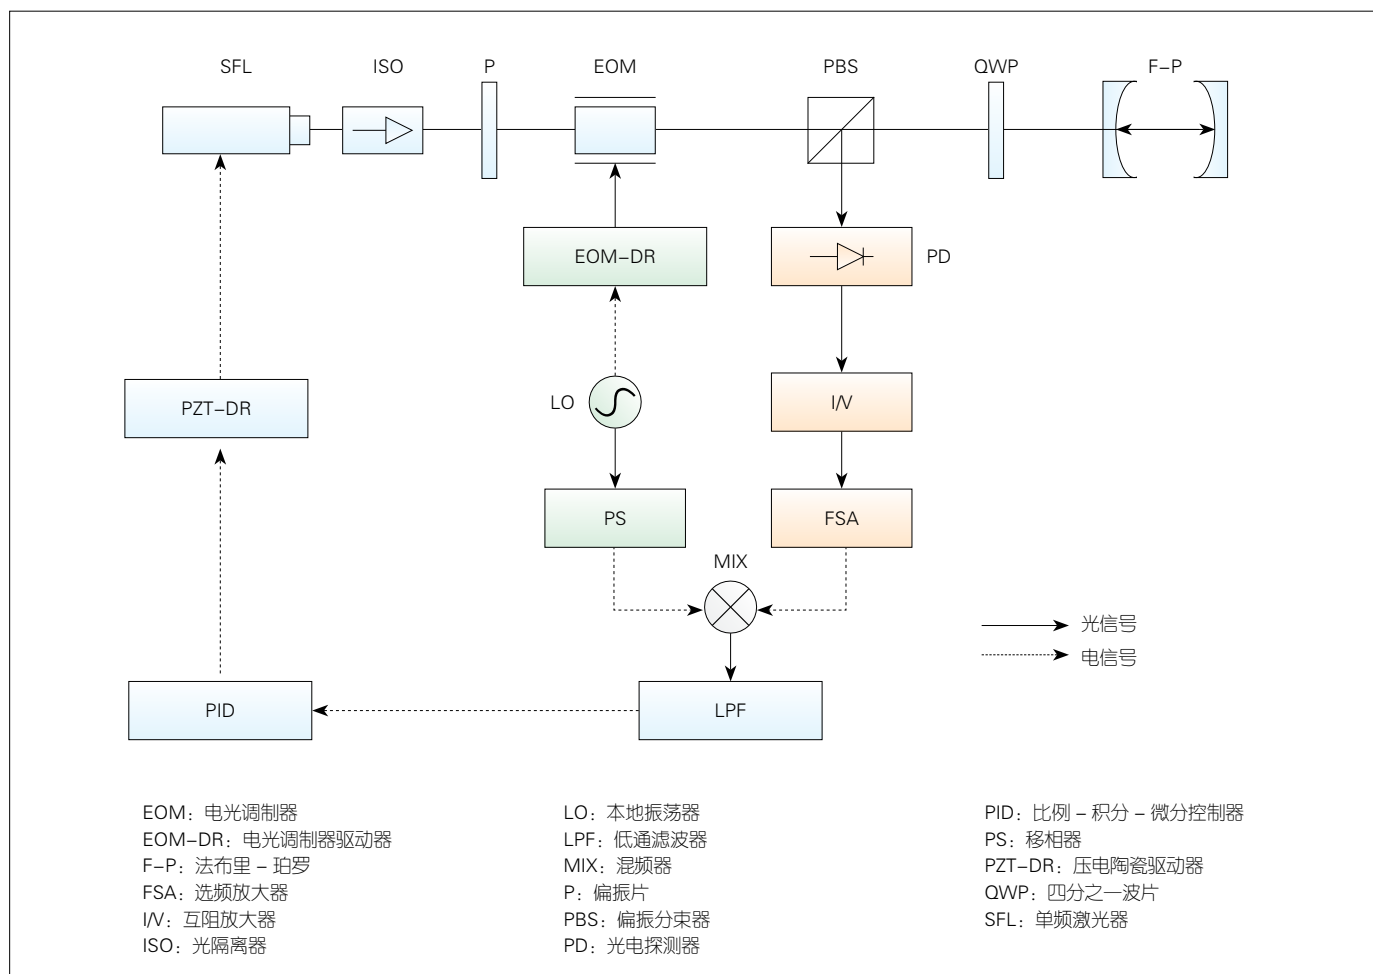 SFL
ISO
P
EOM
PBS
QWP
F-P
EOM-DR
PD
PZT-DR
LO
I/V
PS
FSA
MIX
光信号
电信号
PID
LPF
EOM：电光调制器
EOM-DR：电光调制器驱动器
F-P：法布里-珀罗
FSA：选频放大器
I/V：互阻放大器
ISO：光隔离器
LO：本地振荡器
LPF：低通滤波器
MIX：混频器
P：偏振片
PBS：偏振分束器
PD：光电探测器
PID：比例-积分-微分控制器
PS：移相器
PZT-DR：压电陶瓷驱动器
QWP：四分之一波片
SFL：单频激光器